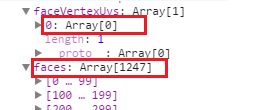 faceVertexUvs: Array[1]
0: Array[0]
length: 1
__proto__: Array[0]
faces: Array[1247]
[0 … 99]
[100 … 199]
[200 … 299]